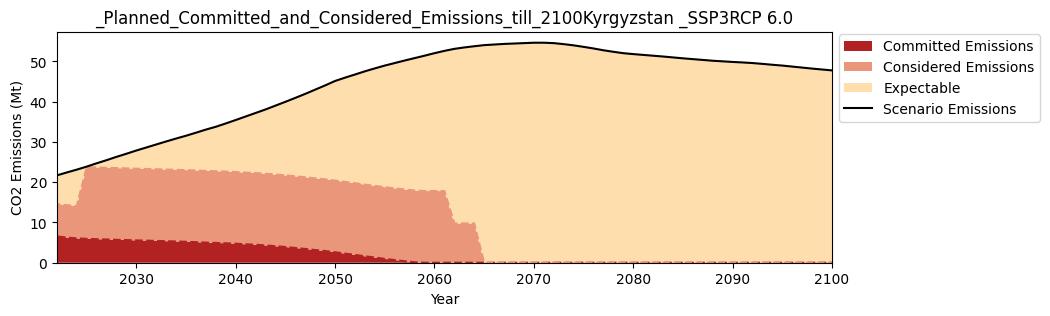 _Planned_Committed_and_Considered_Emissions_till_2100Kyrgyzstan _SSP3RCP 6.0
Committed Emissions
Considered Emissions
Expectable
Scenario Emissions
CO2 Emissions (Mt)
50
40
30
20
10
0
2030 2040 2050 2060 2070 2080 2090 2100
Year